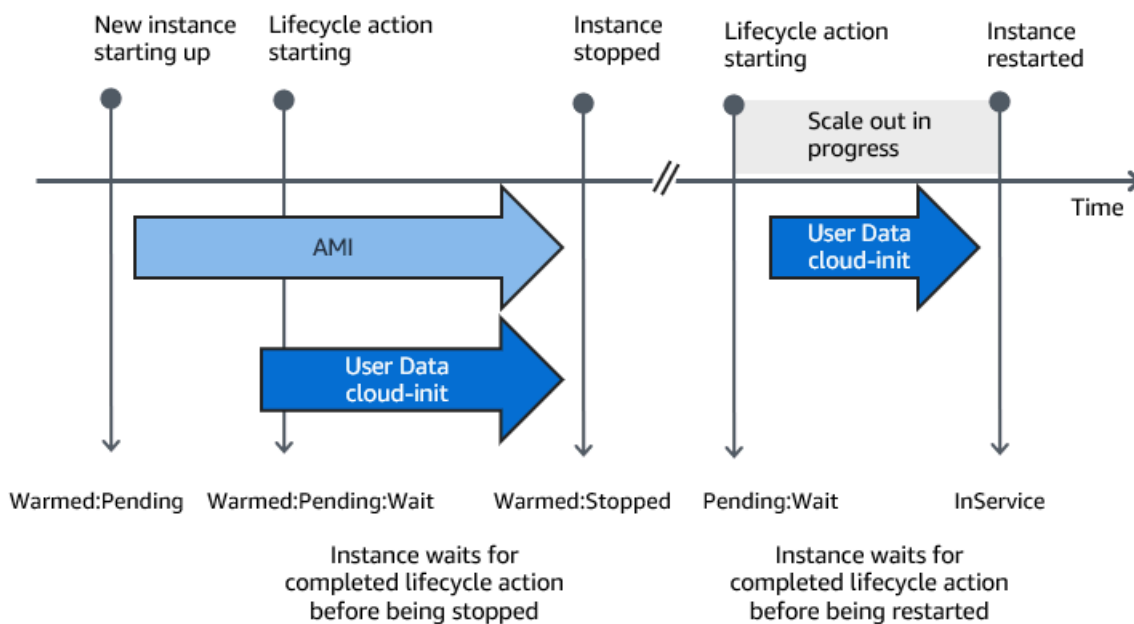 New instance
starting up
Lifecycle action
starting
Instance
stopped
Lifecycle action
starting
Instance
restarted
Scale out in
progress
Time
AMI
User Data
cloud-init
User Data
cloud-init
Warmed:Pending
Warmed:Pending:Wait
Warmed:Stopped
Pending:Wait
InService
Instance waits for
completed lifecycle action
before being stopped
Instance waits for
completed lifecycle action
before being restarted